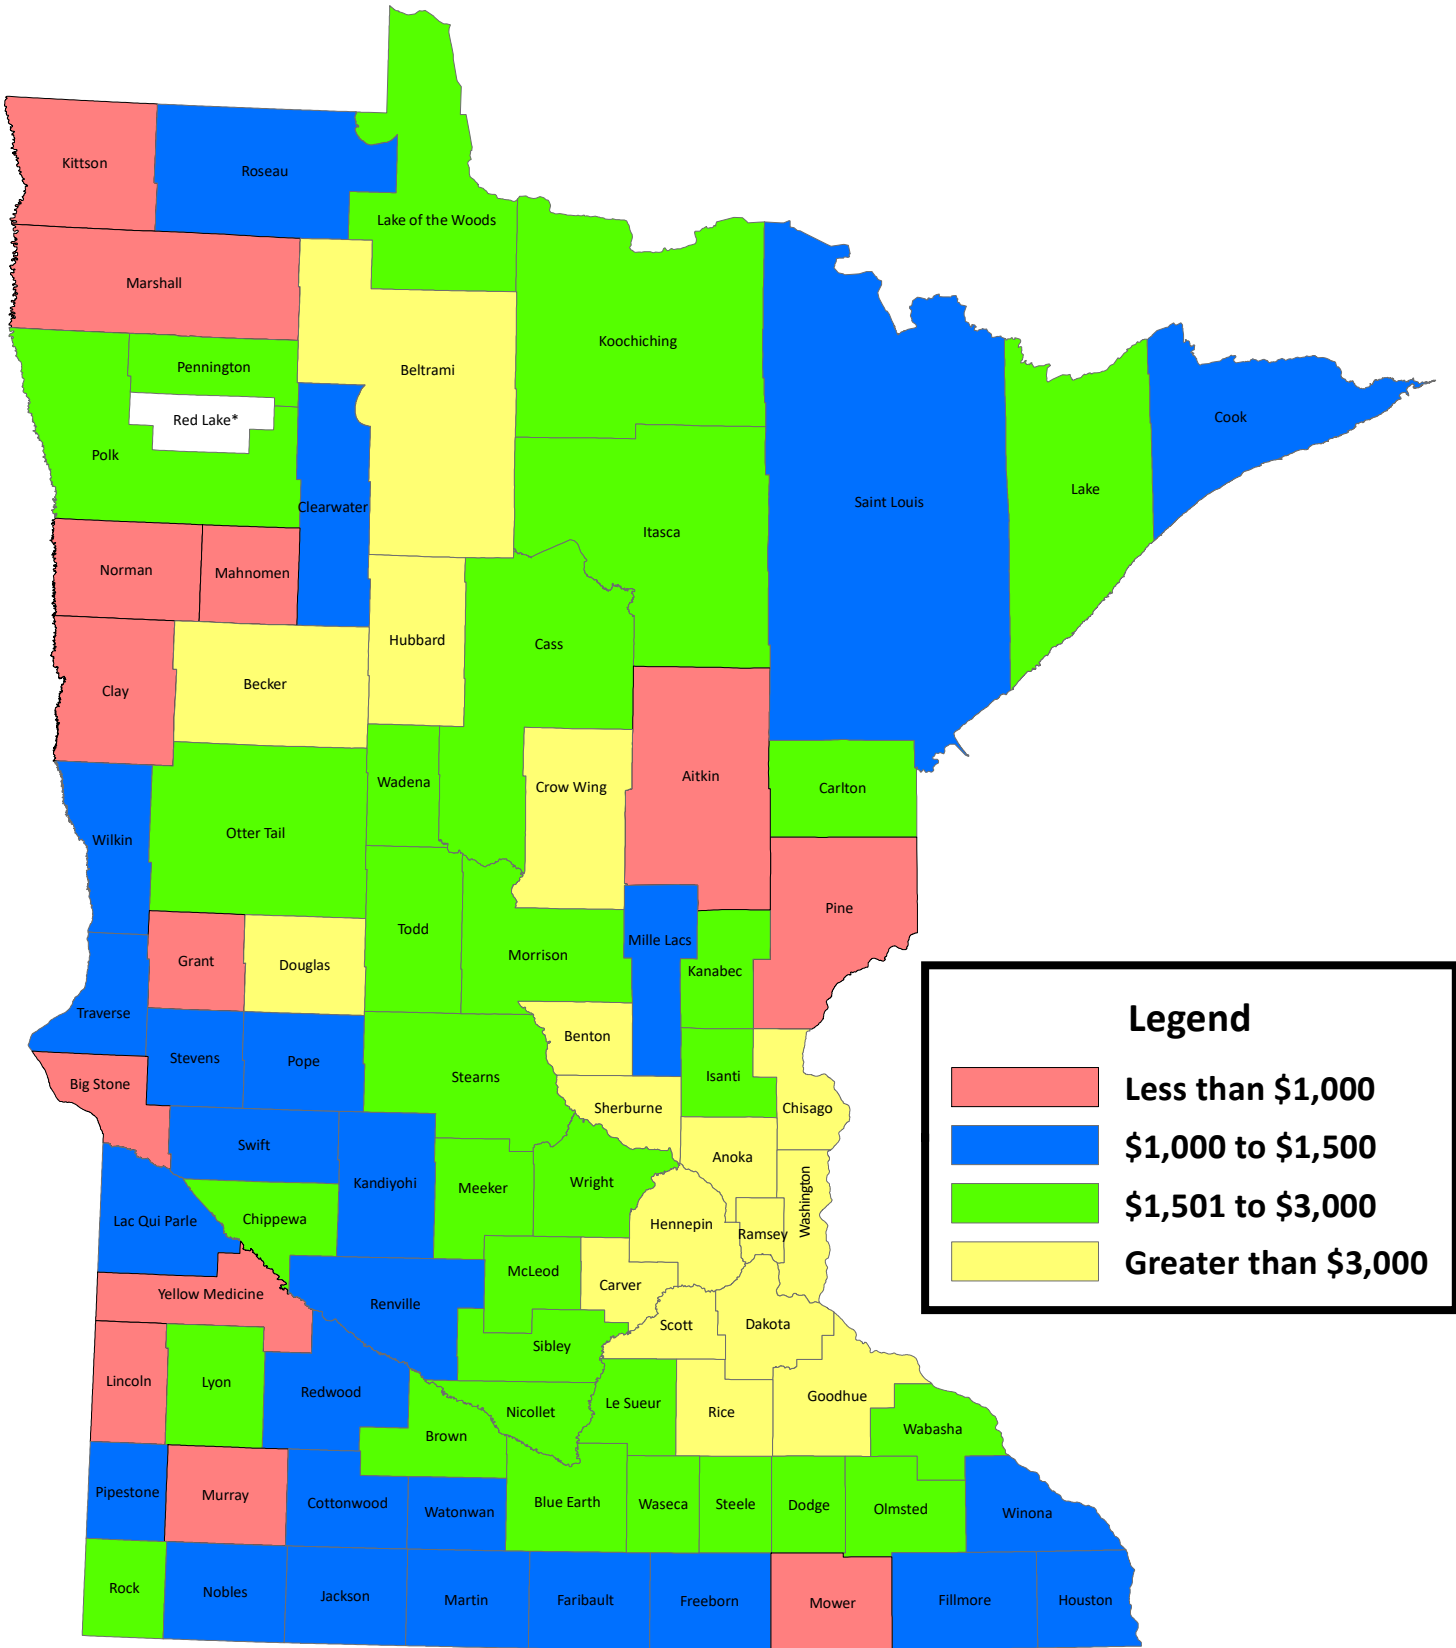 Kittson
Roseau
Lake of the Woods
Marshall
Koochiching
Pennington
Beltrami
Red Lake*
Cook
Polk
Lake
Clearwater
Saint Louis
Itasca
Norman
Mahnomen
Hubbard
Cass
Becker
Clay
Aitkin
Wadena
Crow Wing
Carlton
Otter Tail
Wilkin
Pine
Todd
Mille Lacs
Morrison
Grant
Douglas
Kanabec
Traverse
Benton
Stevens
Pope
Stearns
Isanti
Big Stone
Sherburne
Chisago
Swift
Anoka
Kandiyohi
Wright
Meeker
Washington
Lac Qui Parle
Chippewa
Hennepin
Ramsey
McLeod
Carver
Yellow Medicine
Renville
Scott
Dakota
Sibley
Lincoln
Lyon
Redwood
Goodhue
Le Sueur
Nicollet
Rice
Wabasha
Brown
Pipestone
Murray
Cottonwood
Watonwan
Blue Earth
Waseca
Steele
Dodge
Olmsted
Winona
Rock
Nobles
Jackson
Martin
Faribault
Freeborn
Mower
Fillmore
Houston
Legend
Less than $1,000
$1,000 to $1,500
$1,501 to $3,000
Greater than $3,000